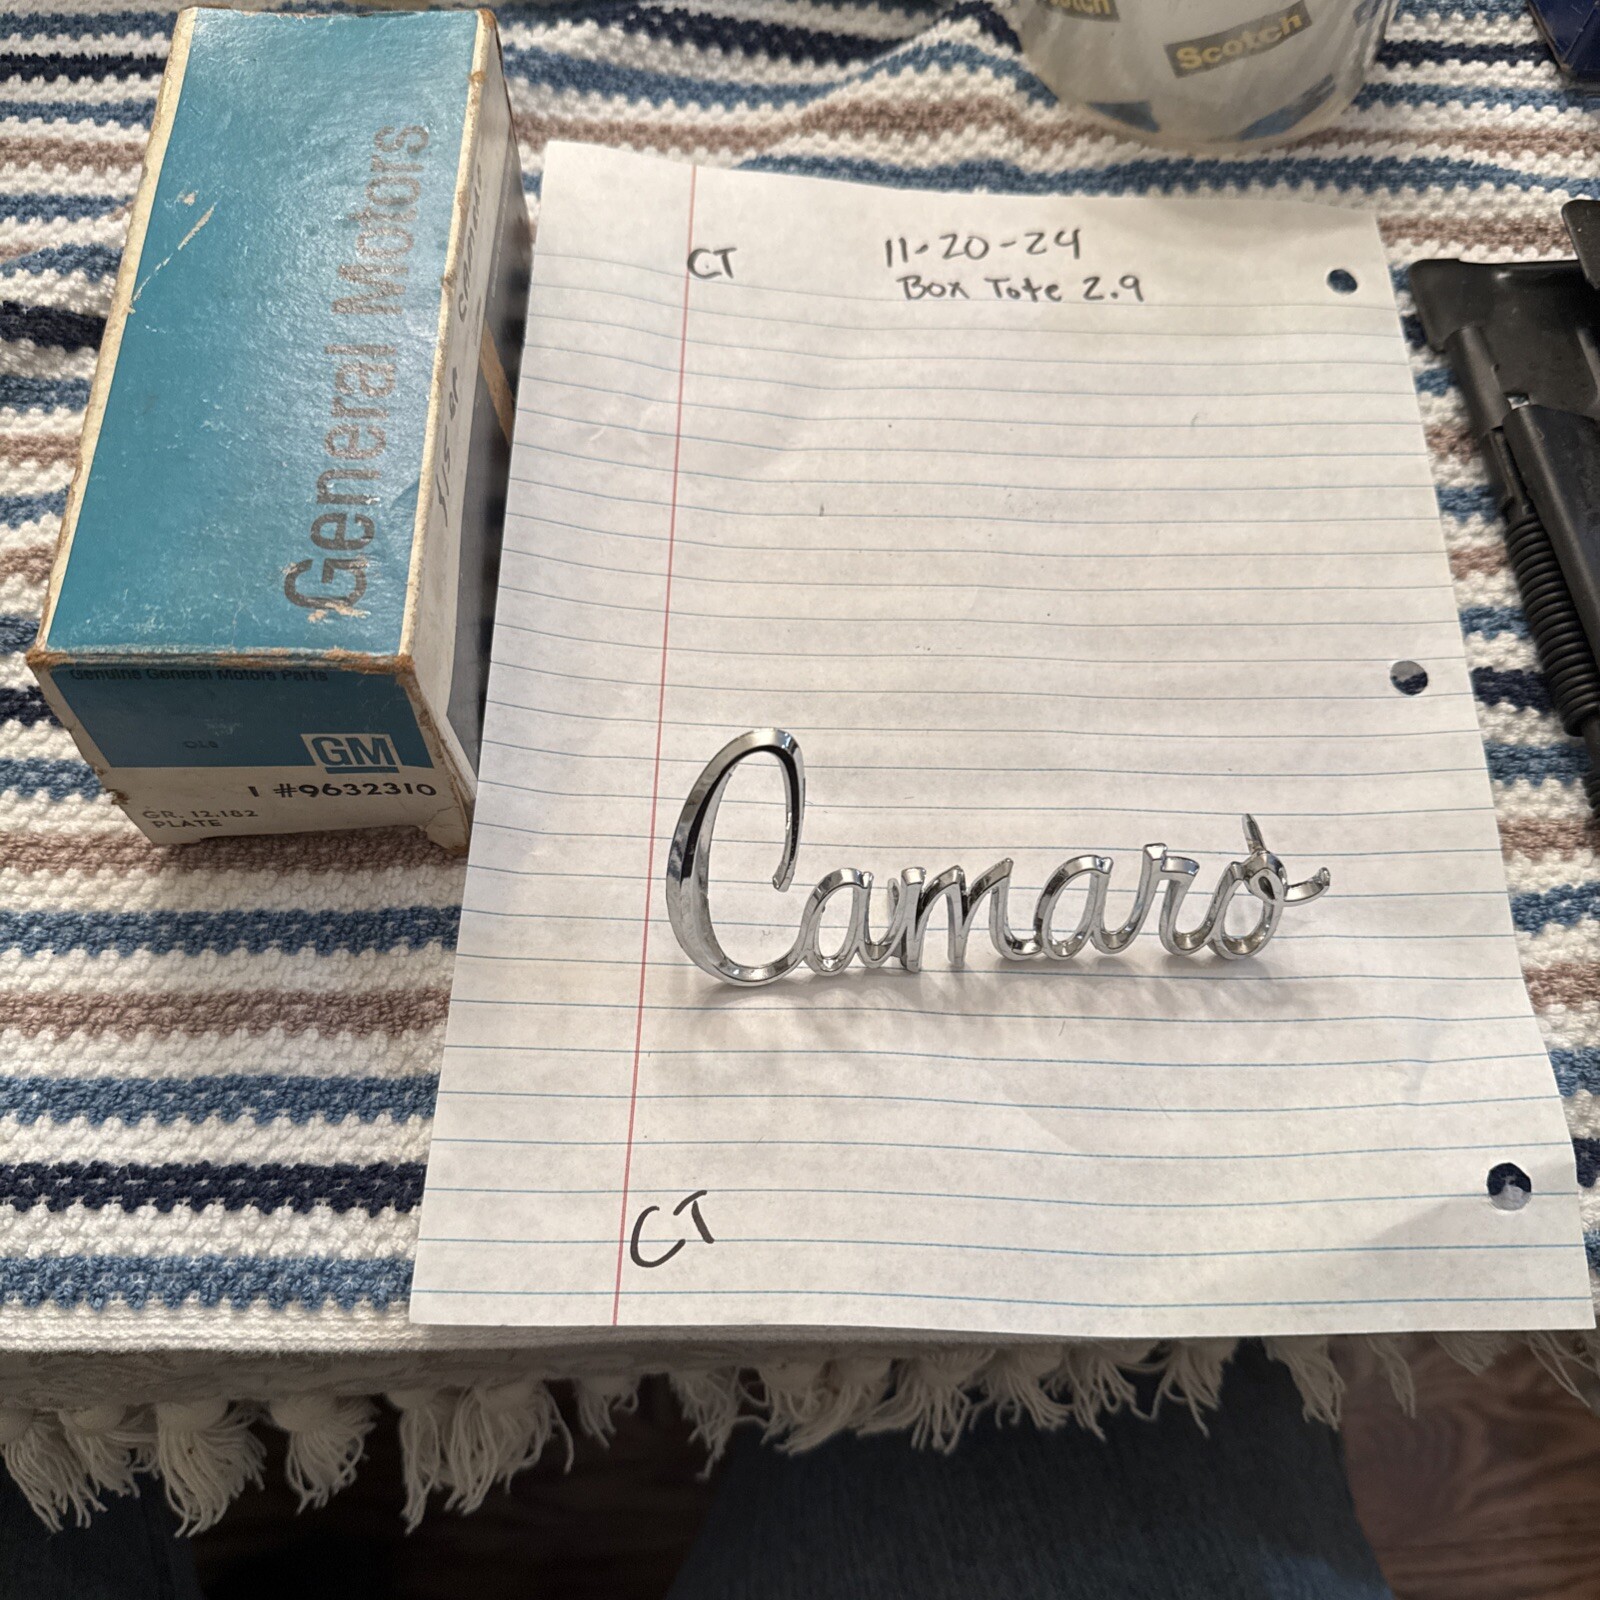 General Motors
Genuine General Motors Parts
GM
1 #9632310
GR. 12.182
PLATE
Scotch
CT
11-20-24
Box Tote 2.9
Camaro
CT